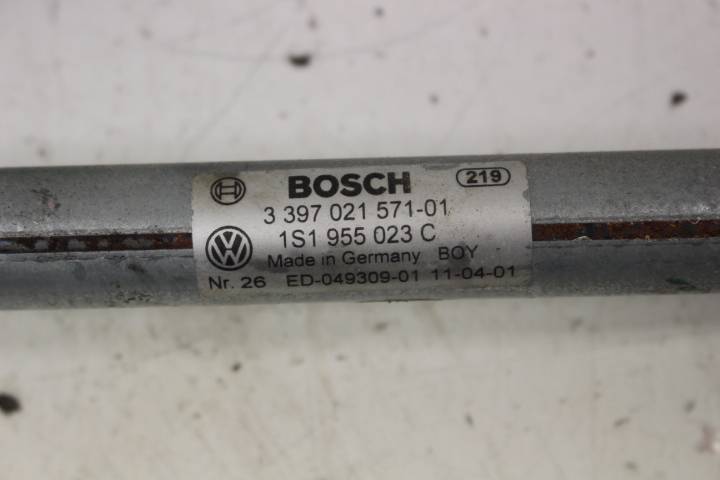 BOSCH 219
3 397 021 571-01
1S1 955 023 C
Made in Germany BOY
Nr. 26 ED-049309-01 11-04-01